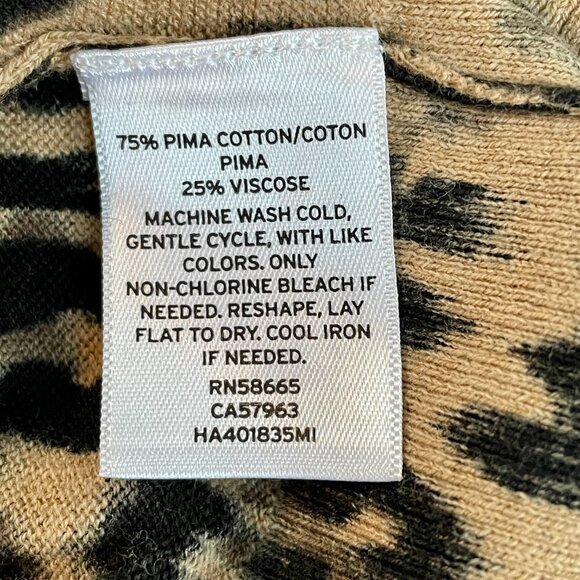 75% PIMA COTTON/COTON
PIMA
25% VISCOSE
MACHINE WASH COLD,
GENTLE CYCLE, WITH LIKE
COLORS. ONLY
NON-CHLORINE BLEACH IF
NEEDED. RESHAPE, LAY
FLAT TO DRY. COOL IRON
IF NEEDED.
RN58665
CA57963
HA401835MI